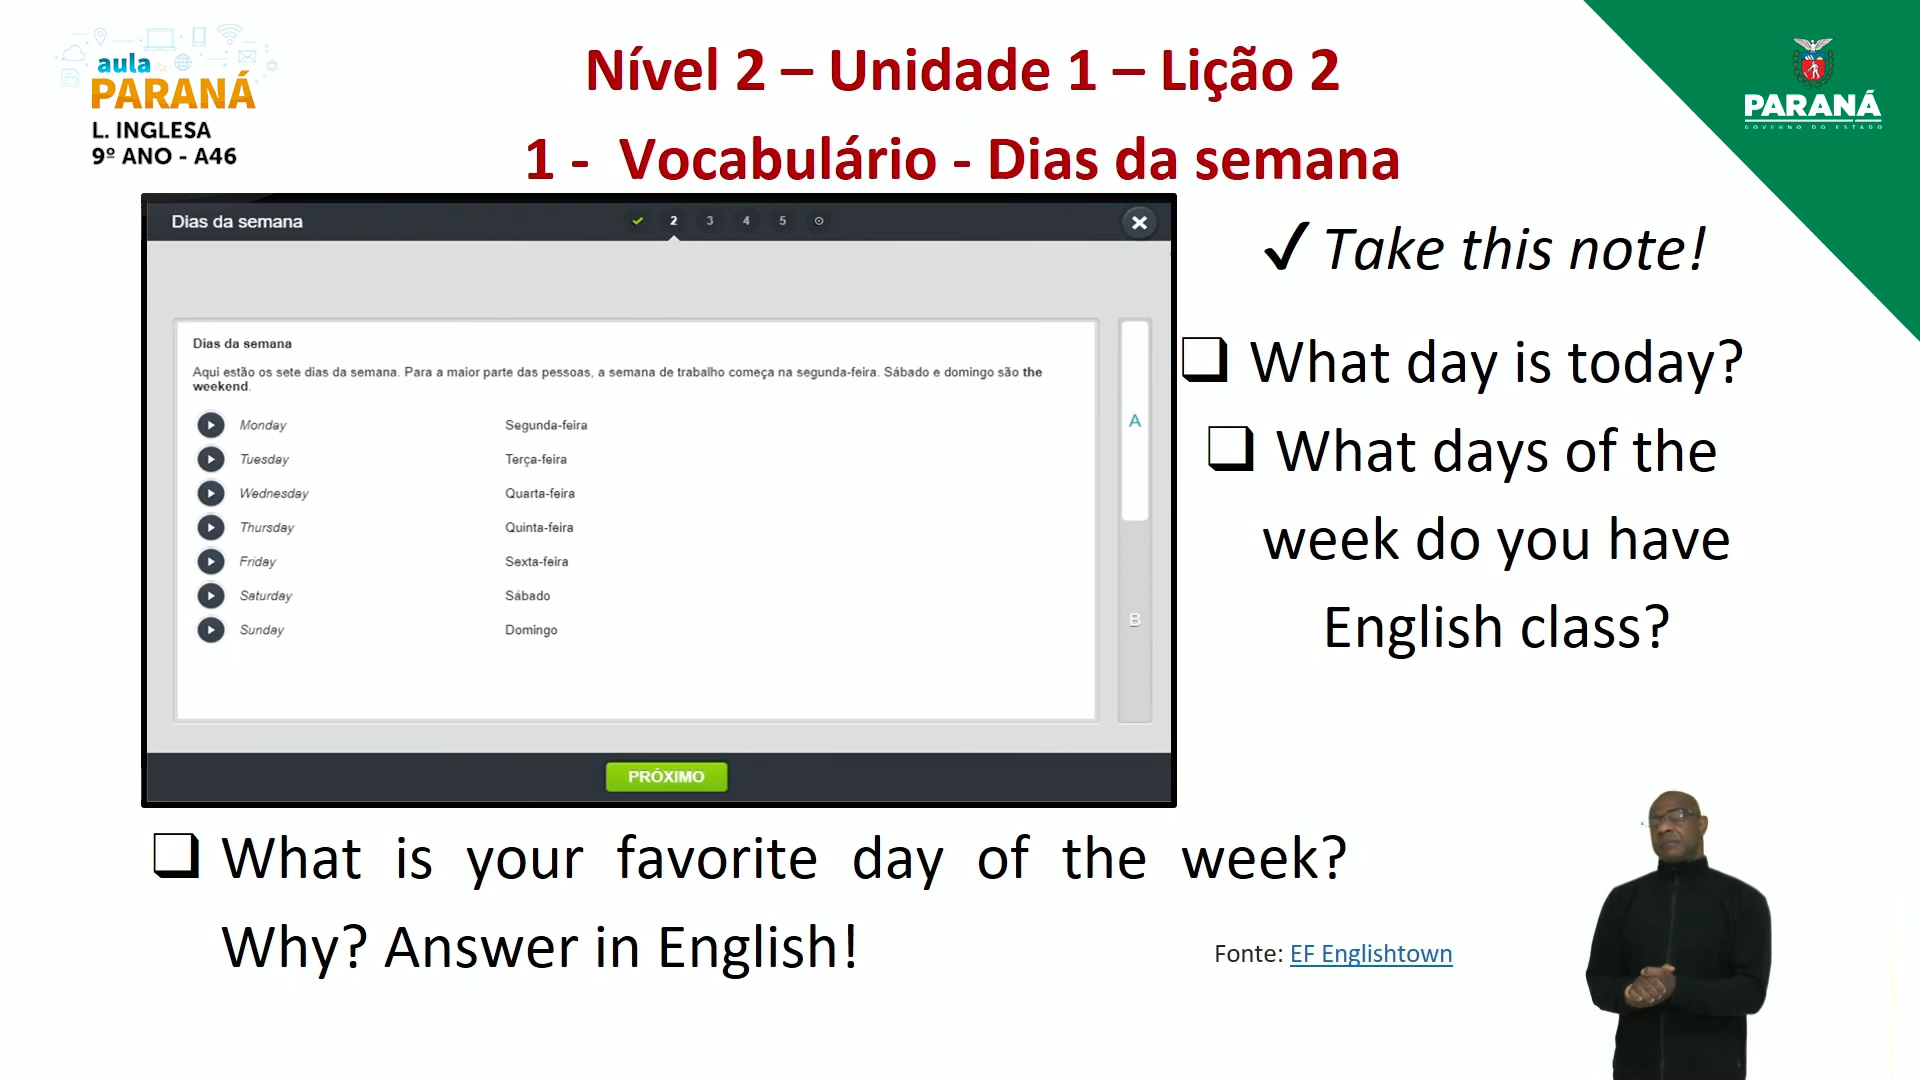 aula
PARANÁ
L. INGLESA
9º ANO - A46
Nível 2 – Unidade 1 – Lição 2
1 - Vocabulário - Dias da semana
PARANÁ
GOVERNO DO ESTADO
Dias da semana
2 3 4 5
Dias da semana
Aqui estão os sete dias da semana. Para a maior parte das pessoas, a semana de trabalho começa na segunda-feira. Sábado e domingo são the
weekend.
Monday Segunda-feira
Tuesday Terça-feira
Wednesday Quarta-feira
Thursday Quinta-feira
Friday Sexta-feira
Saturday Sábado
Sunday Domingo
A
B
PRÓXIMO
Take this note!
What day is today?
What days of the
week do you have
English class?
What is your favorite day of the week?
Why? Answer in English!
Fonte: EF Englishtown